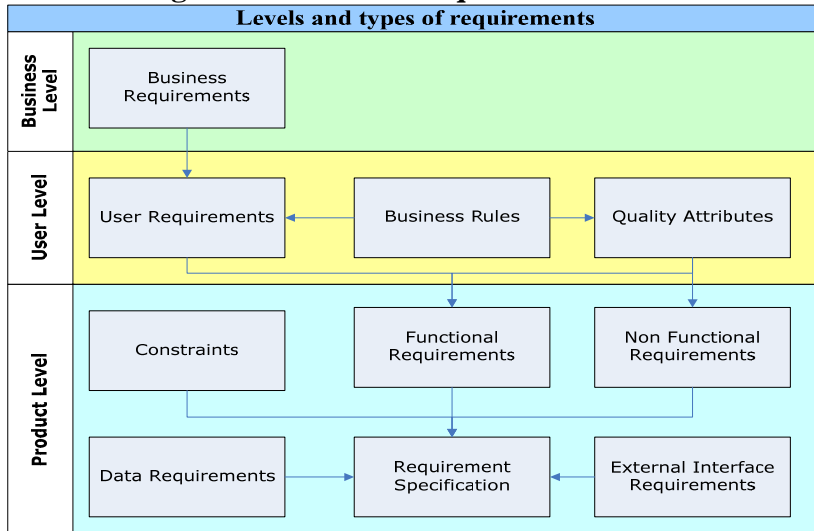 Levels and types of requirements
Business
Level
Business
Requirements
User Level
User Requirements
Business Rules
Quality Attributes
Product Level
Constraints
Functional
Requirements
Non Functional
Requirements
Data Requirements
Requirement
Specification
External Interface
Requirements